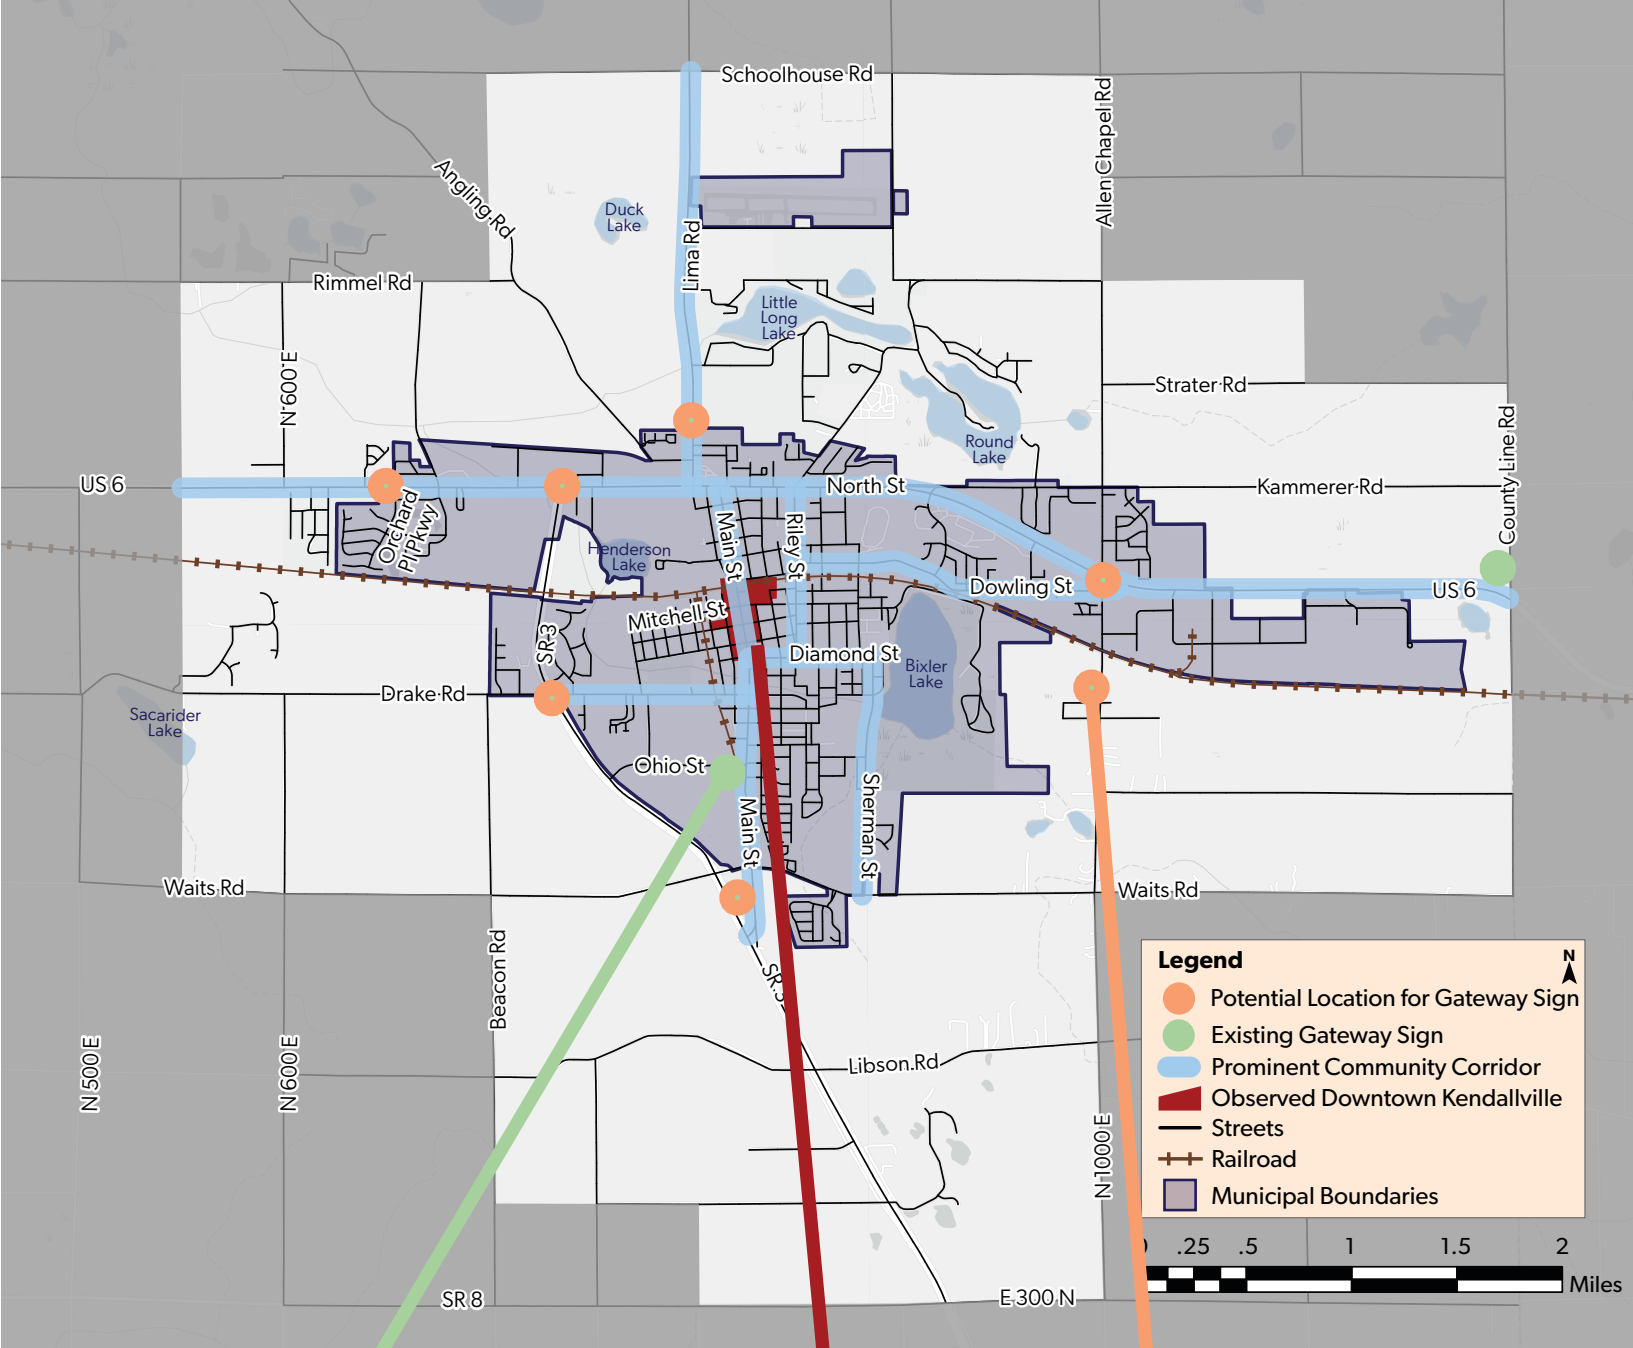 Schoolhouse Rd
Allen Chapel Rd
Angling Rd
Duck
Lake
Lima Rd
Rimmel Rd
Little
Long
Lake
N 600 E
Strater Rd
County Line Rd
Round
Lake
US 6
North St
Kammerer Rd
Orchard
Pl Pkwy
Main St
Riley St
Henderson
Lake
Dowling St
US 6
Mitchell St
SR 3
Diamond St
Bixler
Lake
Drake Rd
Sacarider
Lake
Ohio St
Main St
Sherman St
Waits Rd
Waits Rd
Beacon Rd
SR 3
N 500 E
N 600 E
Libson Rd
N 1000 E
SR 8
E 300 N
Legend
N
Potential Location for Gateway Sign
Existing Gateway Sign
Prominent Community Corridor
Observed Downtown Kendallville
Streets
Railroad
Municipal Boundaries
0 .25 .5 1 1.5 2
Miles